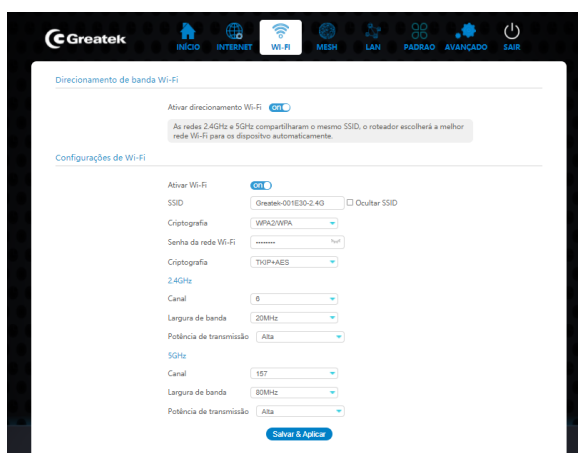 Greatek
INÍCIO INTERNET WI-FI MESH LAN PADRAO AVANÇADO SAIR
Direcionamento de banda Wi-Fi
Ativar direcionamento Wi-Fi on
As redes 2.4GHz e 5GHz compartilharam o mesmo SSID, o roteador escolherá a melhor
rede Wi-Fi para os dispositvo automaticamente.
Configurações de Wi-Fi
Ativar Wi-Fi on
SSID Greatek-001E30-2.4G Ocultar SSID
Criptografia WPA2/WPA
Senha da rede Wi-Fi ••••••••
Criptografia TKIP+AES
2.4GHz
Canal 6
Largura de banda 20MHz
Potência de transmissão Alta
5GHz
Canal 157
Largura de banda 80MHz
Potência de transmissão Alta
Salvar & Aplicar